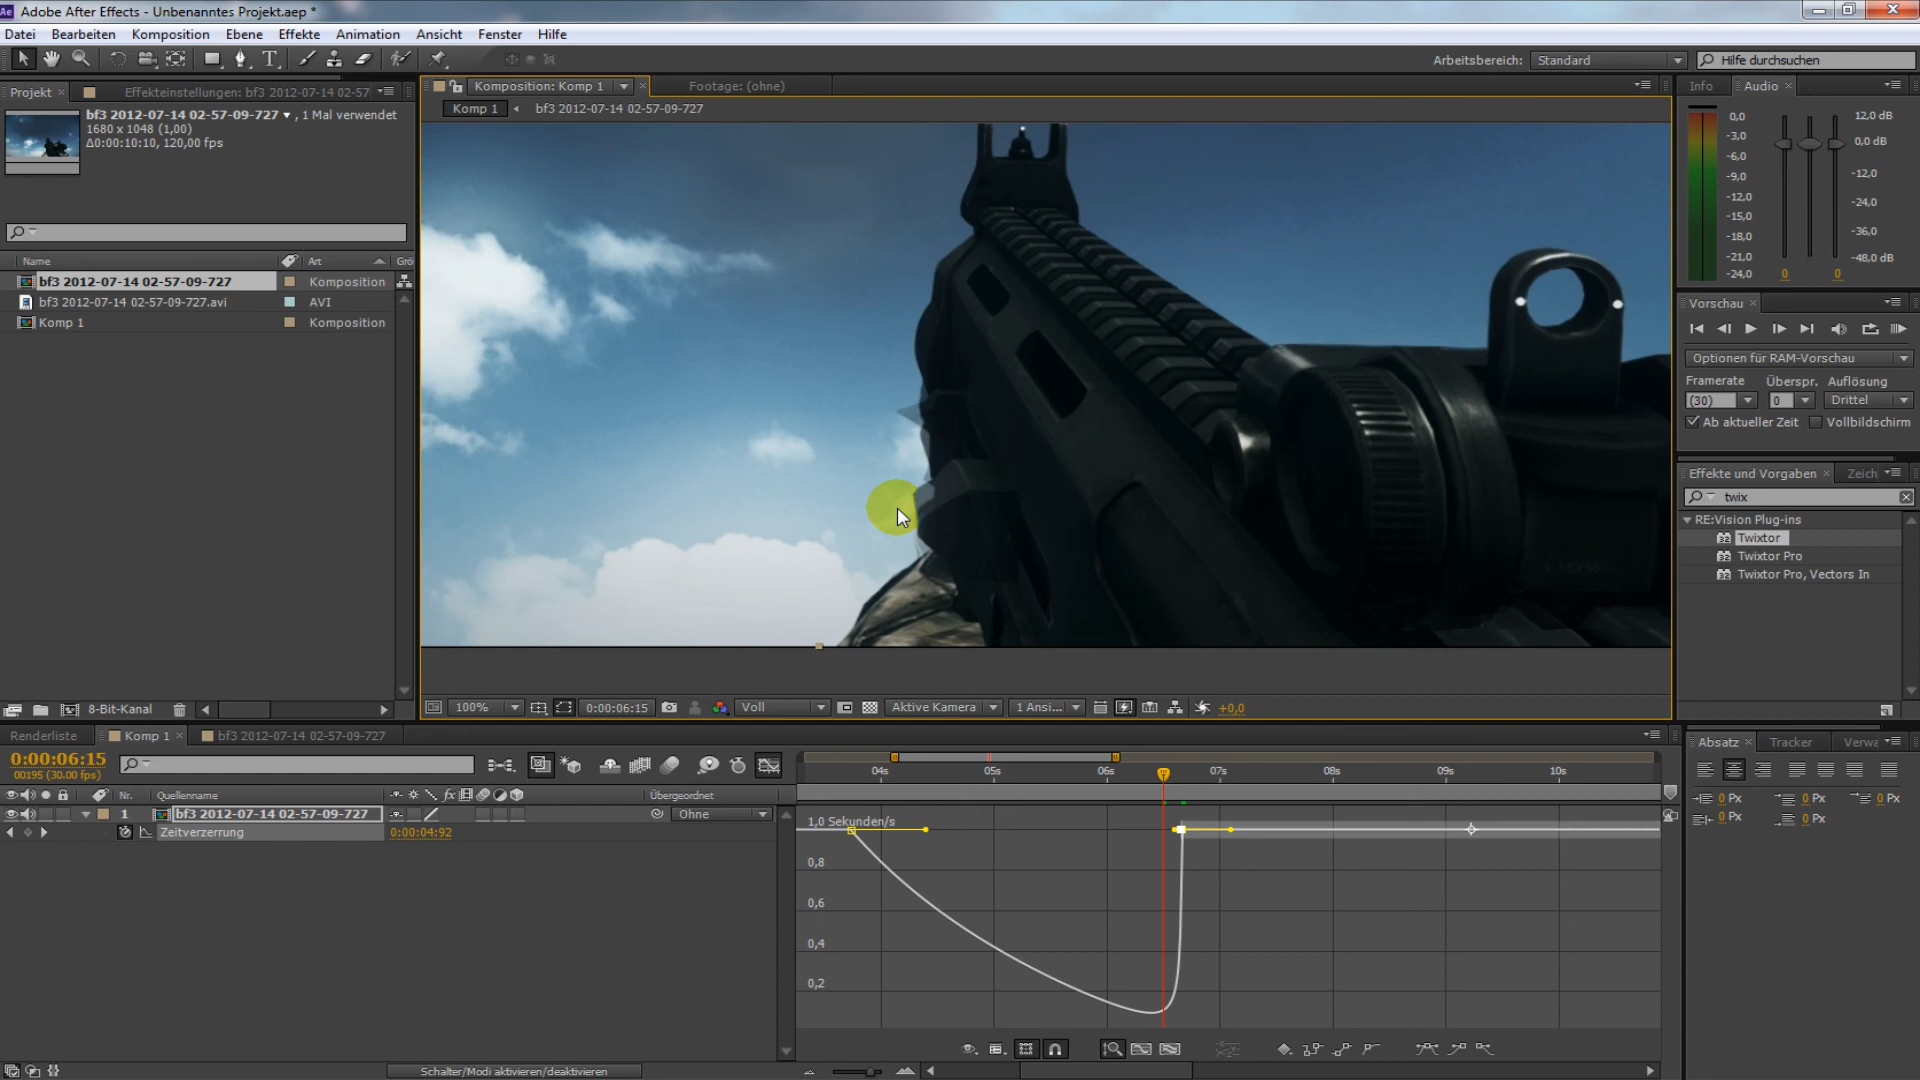 Ae Adobe After Effects - Unbenanntes Projekt.aep *
Datei Bearbeiten Komposition Ebene Effekte Animation Ansicht Fenster Hilfe
Arbeitsbereich: Standard Hilfe durchsuchen
Projekt Effekteinstellungen: bf3 2012-07-14 02-57
bf3 2012-07-14 02-57-09-727 , 1 Mal verwendet
1680 x 1048 (1,00)
Δ0:00:10:10, 120,00 fps
Name Art Grö
bf3 2012-07-14 02-57-09-727 Komposition
bf3 2012-07-14 02-57-09-727.avi AVI
Komp 1 Komposition
8-Bit-Kanal
Komposition: Komp 1 Footage: (ohne)
Komp 1 bf3 2012-07-14 02-57-09-727
100% 0:00:06:15 Voll Aktive Kamera 1 Ansi... +0,0
Info Audio
0,0 12,0 dB
-3,0 0,0 dB
-6,0
-9,0 -12,0
-12,0
-15,0 -24,0
-18,0 -36,0
-21,0 -48,0 dB
-24,0 0 0
Vorschau
Optionen für RAM-Vorschau
Framerate Überspr. Auflösung
(30) 0 Drittel
Ab aktueller Zeit Vollbildschirm
Effekte und Vorgaben Zeich
twix
RE:Vision Plug-ins
32 Twixtor
32 Twixtor Pro
32 Twixtor Pro, Vectors In
Renderliste Komp 1 bf3 2012-07-14 02-57-09-727
0:00:06:15
00195 (30.00 fps)
Nr. Quellenname fx Übergeordnet
1 bf3 2012-07-14 02-57-09-727 Ohne
Zeitverzerrung 0:00:04:92
04s 05s 06s 07s 08s 09s 10s
1,0 Sekunden/s
0,8
0,6
0,4
0,2
Schalter/Modi aktivieren/deaktivieren
Absatz Tracker Verwa
0 Px 0 Px 0 Px
0 Px 0 Px